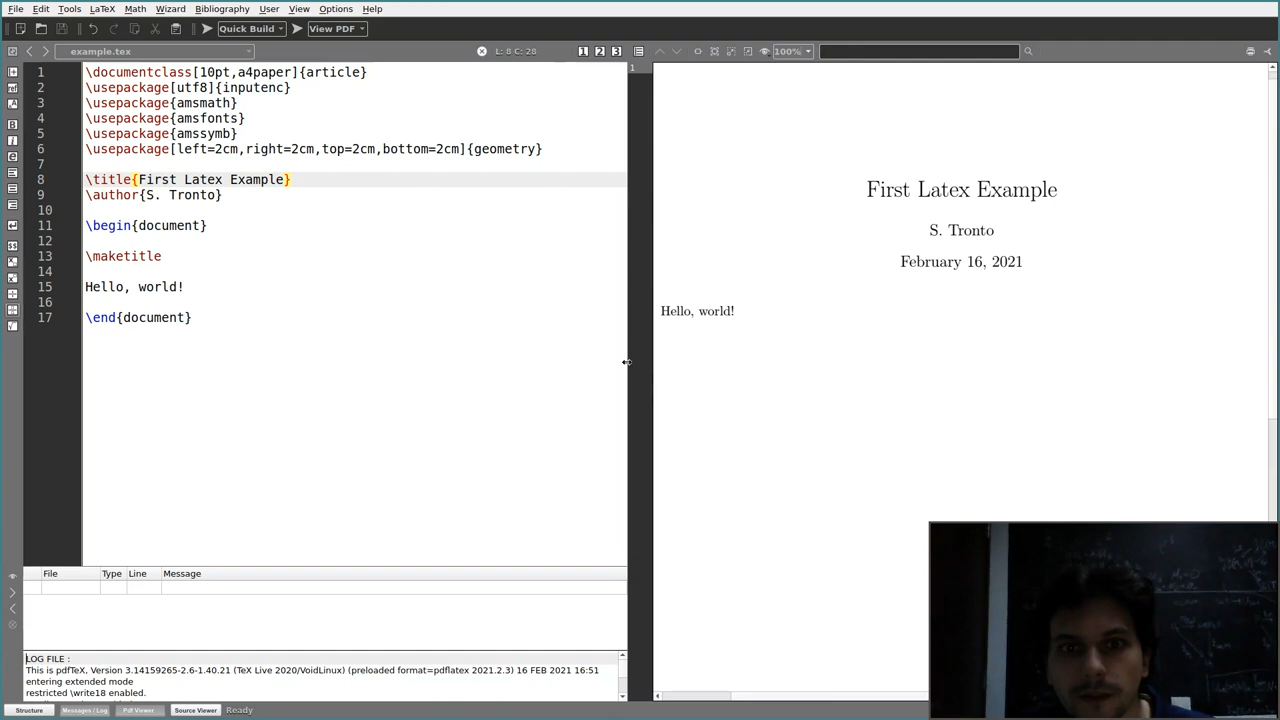 File Edit Tools LaTeX Math Wizard Bibliography User View Options Help
Quick Build View PDF
example.tex L: 8 C: 28 1 2 3 100%
1 \documentclass[10pt,a4paper]{article}
2 \usepackage[utf8]{inputenc}
3 \usepackage{amsmath}
4 \usepackage{amsfonts}
5 \usepackage{amssymb}
6 \usepackage[left=2cm,right=2cm,top=2cm,bottom=2cm]{geometry}
7
8 \title{First Latex Example}
9 \author{S. Tronto}
10
11 \begin{document}
12
13 \maketitle
14
15 Hello, world!
16
17 \end{document}
1
First Latex Example
S. Tronto
February 16, 2021
Hello, world!
File Type Line Message
LOG FILE :
This is pdfTeX, Version 3.14159265-2.6-1.40.21 (TeX Live 2020/VoidLinux) (preloaded format=pdflatex 2021.2.3) 16 FEB 2021 16:51
entering extended mode
restricted \write18 enabled.
Structure Messages / Log Pdf Viewer Source Viewer Ready